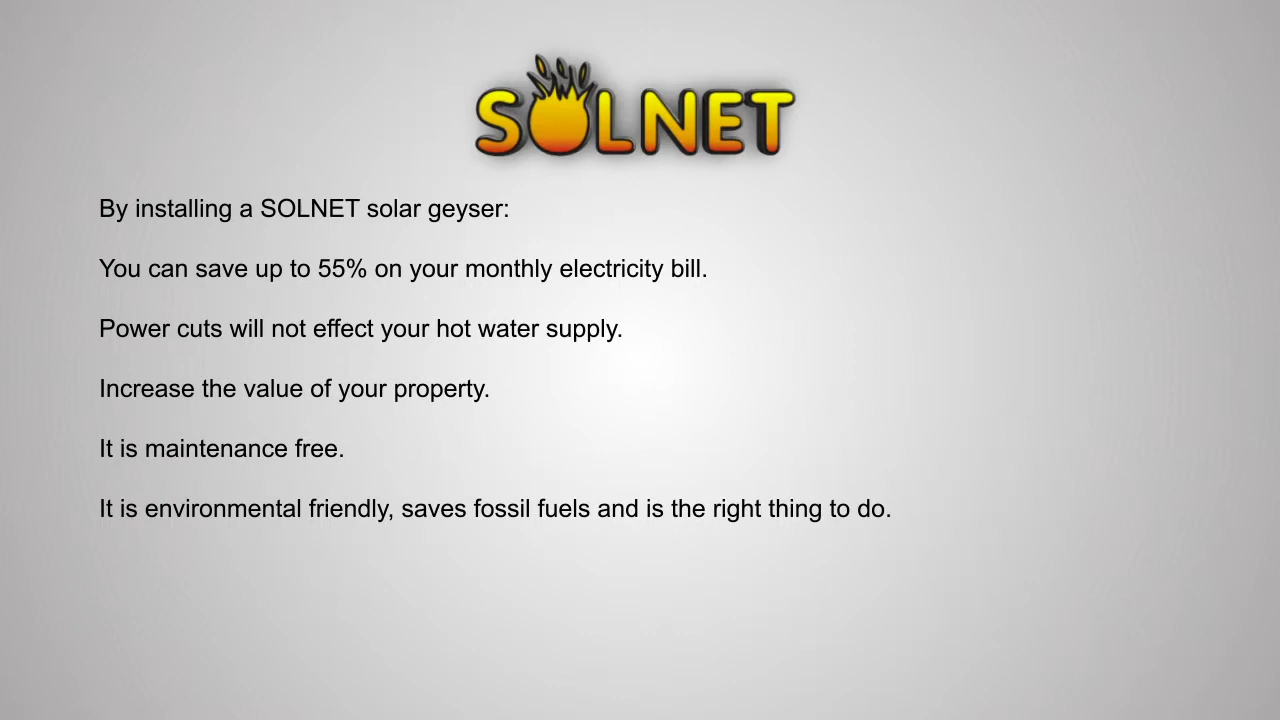 SOLNET
By installing a SOLNET solar geyser:
You can save up to 55% on your monthly electricity bill.
Power cuts will not effect your hot water supply.
Increase the value of your property.
It is maintenance free.
It is environmental friendly, saves fossil fuels and is the right thing to do.